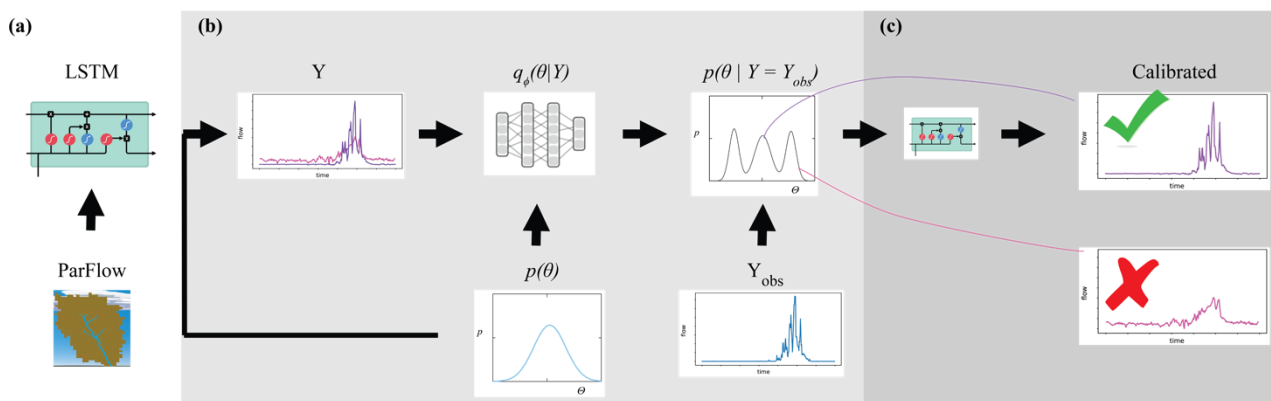 (a)
LSTM
ParFlow
(b)
Y
flow
time
qϕ(θ|Y)
p(θ)
p
Θ
p(θ | Y = Yobs)
p
Θ
Yobs
flow
time
(c)
Calibrated
flow
time
flow
time